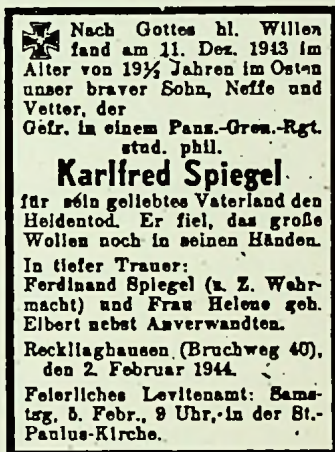 Nach Gottes hl. Willen
fand am 11. Dez. 1943 im
Alter von 19½ Jahren im Osten
unser braver Sohn, Neffe und
Vetter, der
Gefr. in einem Panz.-Gren.-Rgt.
stud. phil.
Karlfred Spiegel
für sein geliebtes Vaterland den
Heldentod. Er fiel, das große
Wollen noch in seinen Händen.
In tiefer Trauer:
Ferdinand Spiegel (z. Z. Wehr-
macht) und Frau Helene geb.
Elbert nebst Anverwandten.
Recklinghausen (Bruchweg 40),
den 2. Februar 1944.
Feierliches Levitenamt: Sams-
tag, 5. Febr., 9 Uhr, in der St.-
Paulus-Kirche.